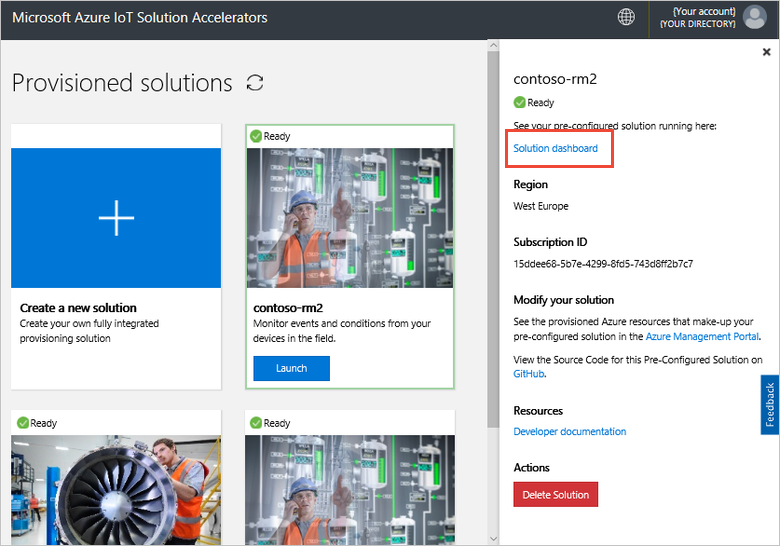 Microsoft Azure IoT Solution Accelerators
{Your account}
{YOUR DIRECTORY}
Provisioned solutions
Create a new solution
Create your own fully integrated
provisioning solution
Ready
contoso-rm2
Monitor events and conditions from your
devices in the field.
Launch
Ready
Ready
contoso-rm2
Ready
See your pre-configured solution running here:
Solution dashboard
Region
West Europe
Subscription ID
15ddee68-5b7e-4299-8fd5-743d8ff2b7c7
Modify your solution
See the provisioned Azure resources that make-up your
pre-configured solution in the Azure Management Portal.
View the Source Code for this Pre-Configured Solution on
GitHub.
Resources
Developer documentation
Actions
Delete Solution
Feedback